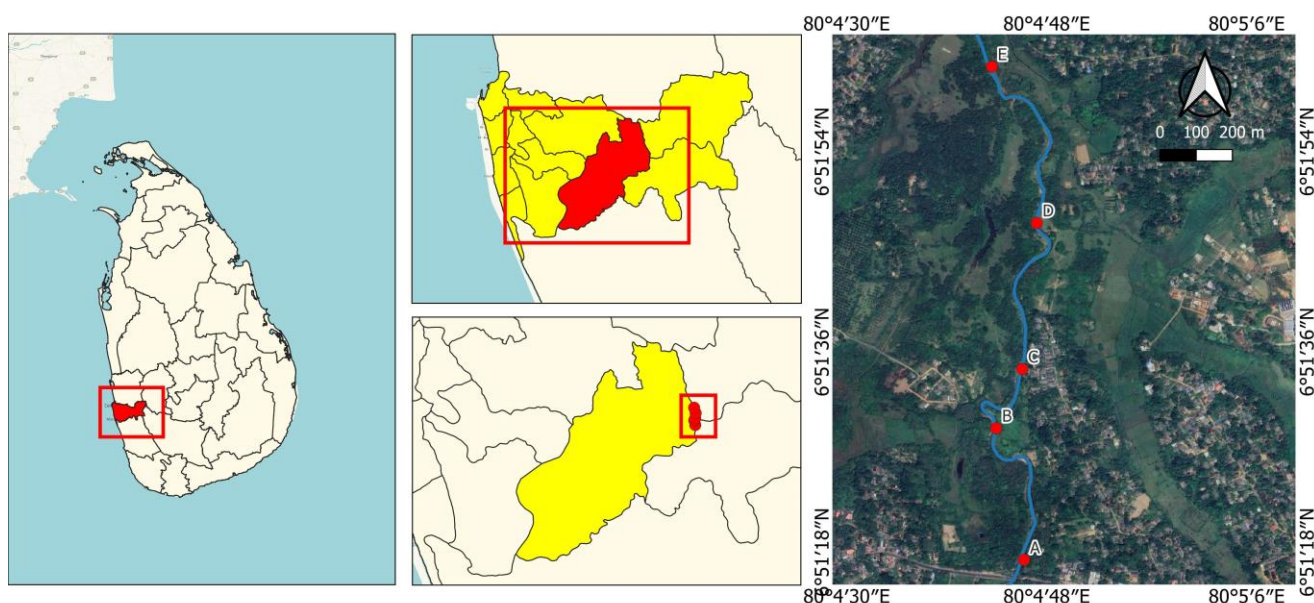 80°4′30″E 80°4′48″E 80°5′6″E
E
0 100 200 m
6°51′54″N 6°51′54″N
D
6°51′36″N 6°51′36″N
C
B
A
6°51′18″N 6°51′18″N
80°4′30″E 80°4′48″E 80°5′6″E